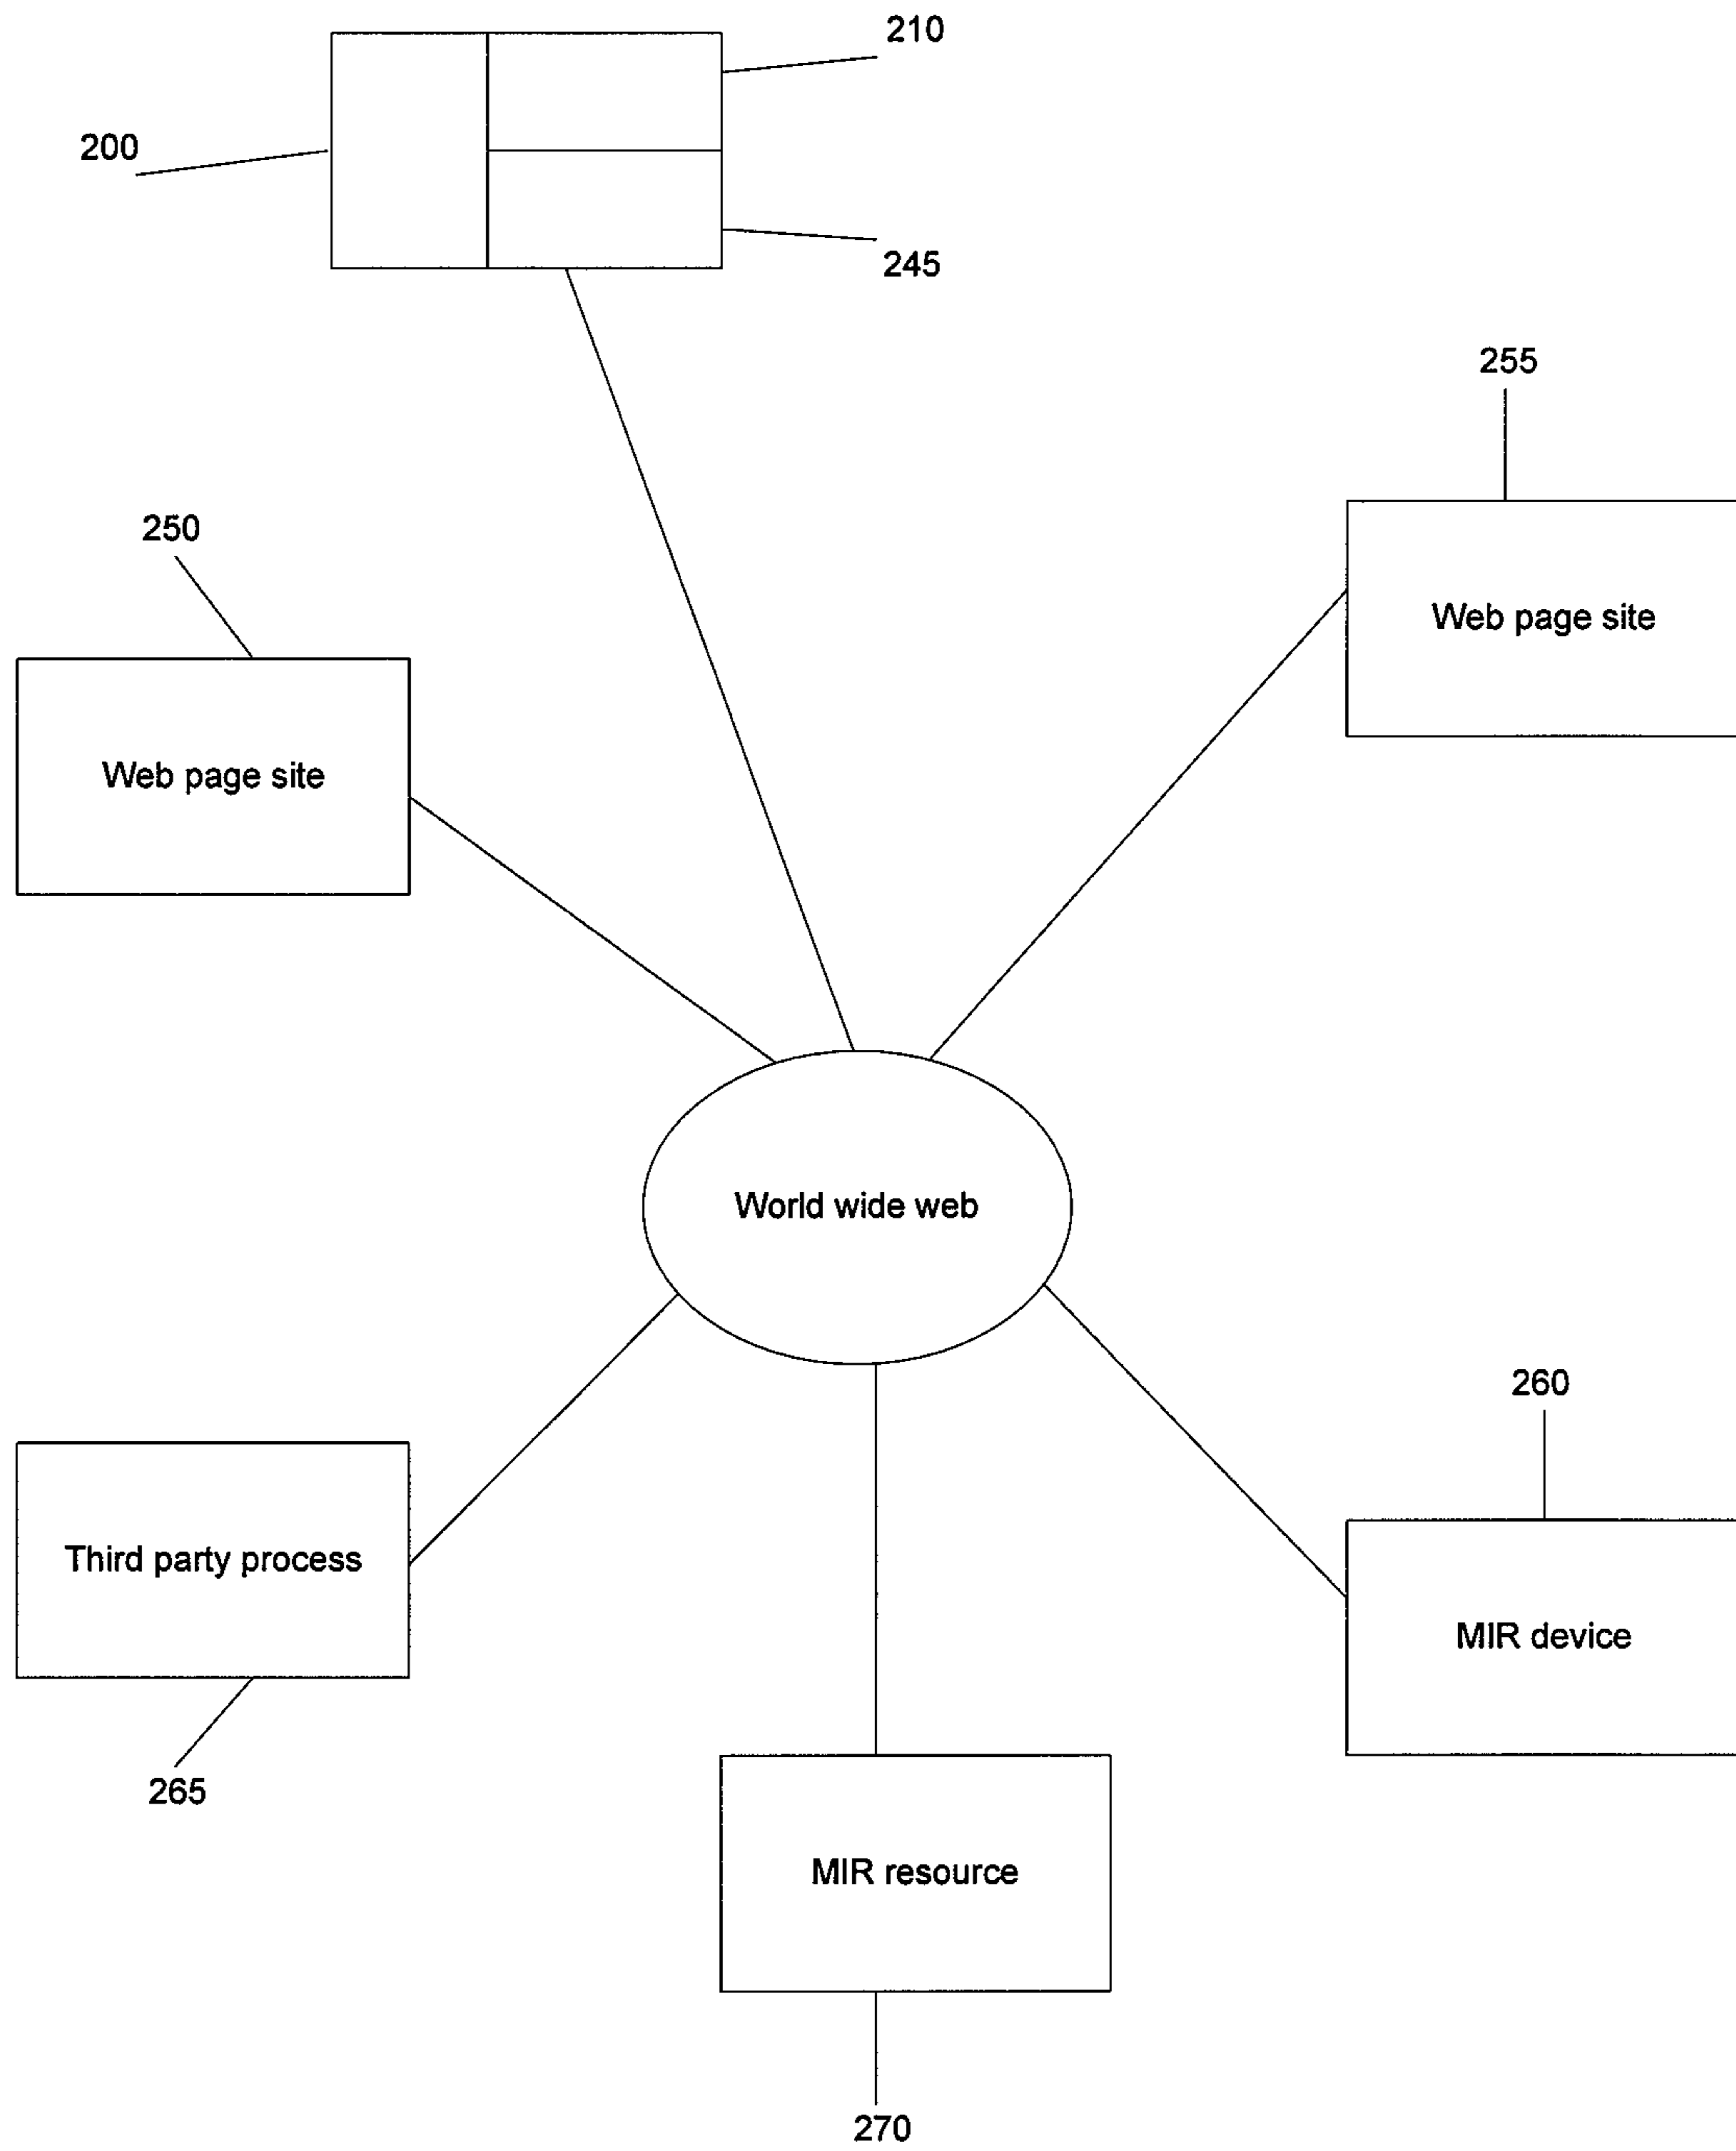 210
200
245
255
250
Web page site
Web page site
World wide web
260
Third party process
MIR device
265
MIR resource
270